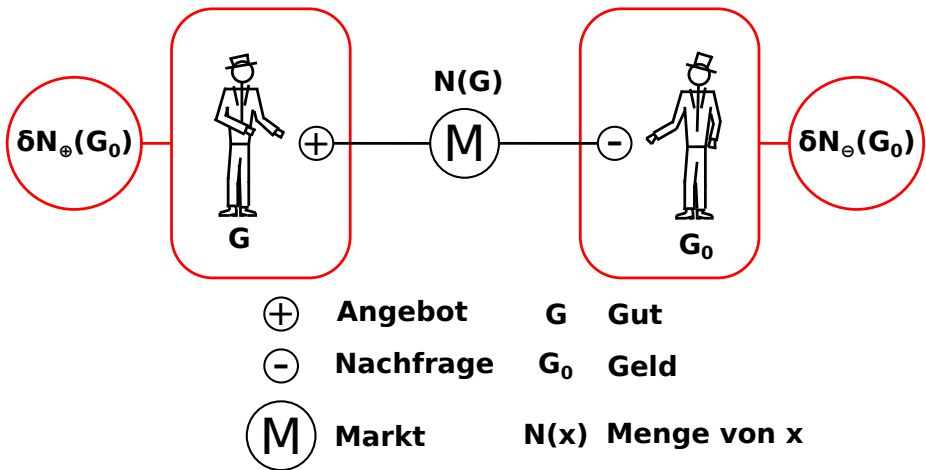 N(G)
δN⊕(G₀) + M - δN⊖(G₀)
G G₀
+ Angebot G Gut
- Nachfrage G₀ Geld
M Markt N(x) Menge von x